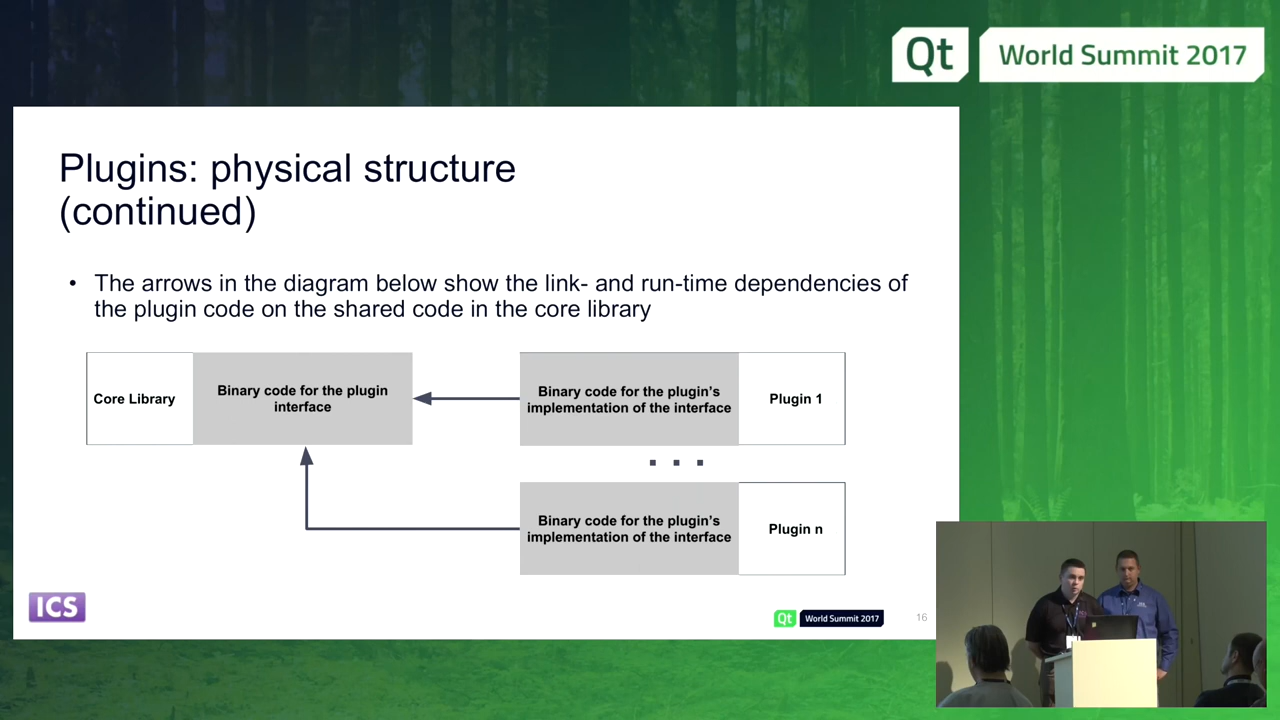 Qt World Summit 2017
Plugins: physical structure
(continued)
• The arrows in the diagram below show the link- and run-time dependencies of
the plugin code on the shared code in the core library
Core Library
Binary code for the plugin
interface
Binary code for the plugin's
implementation of the interface
Plugin 1
. . .
Binary code for the plugin's
implementation of the interface
Plugin n
ICS
Qt World Summit 2017
16